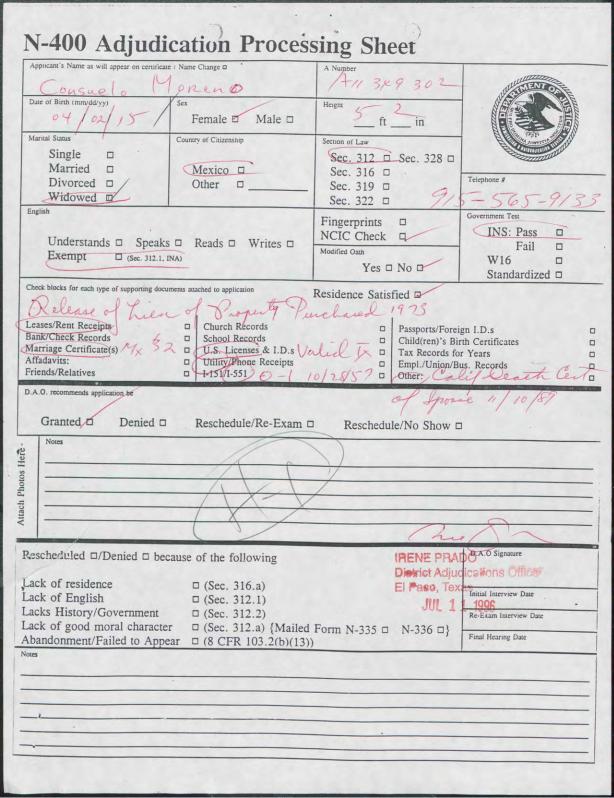 N-400 Adjudication Processing Sheet
Applicant's Name as will appear on certificate : Name Change □
Consuelo Moreno
A Number
A11 349 302
Date of Birth (mm/dd/yy)
04/02/15
Sex
Female □ Male □
Height
5 ft 2 in
DEPARTMENT OF JUSTICE
Marital Status
Single □
Married □
Divorced □
Widowed □
Country of Citizenship
Mexico □
Other □
Section of Law
Sec. 312 □ Sec. 328 □
Sec. 316 □
Sec. 319 □
Sec. 322 □
Telephone #
915-565-9133
English
Understands □ Speaks □ Reads □ Writes □
Exempt □ (Sec. 312.1, INA)
Fingerprints □
NCIC Check □
Modified Oath
Yes □ No □
Government Test
INS: Pass □
Fail □
W16 □
Standardized □
Check blocks for each type of supporting documents attached to application
Residence Satisfied □
Release of Lien of Property Purchased 1973
Leases/Rent Receipts □
Bank/Check Records □
Marriage Certificate(s) □ Mx 32
Affadavits: □
Friends/Relatives □
Church Records □
School Records □
U.S. Licenses & I.D.s □ Valid Tx
Utility/Phone Receipts □
I-151/I-551 □ 0-1 10/28/57
Passports/Foreign I.D.s □
Child(ren)'s Birth Certificates □
Tax Records for Years □
Empl./Union/Bus. Records □
Other: □ Calif Death Cert
of Spouse 11/10/89
D.A.O. recommends application be
Granted □ Denied □ Reschedule/Re-Exam □ Reschedule/No Show □
Attach Photos Here -
Notes
Rescheduled □/Denied □ because of the following
Lack of residence □ (Sec. 316.a)
Lack of English □ (Sec. 312.1)
Lacks History/Government □ (Sec. 312.2)
Lack of good moral character □ (Sec. 312.a) {Mailed Form N-335 □ N-336 □}
Abandonment/Failed to Appear □ (8 CFR 103.2(b)(13))
IRENE PRADO
District Adjudications Officer
El Paso, Texas
JUL 11 1996
D.A.O Signature
Initial Interview Date
Re-Exam Interview Date
Final Hearing Date
Notes